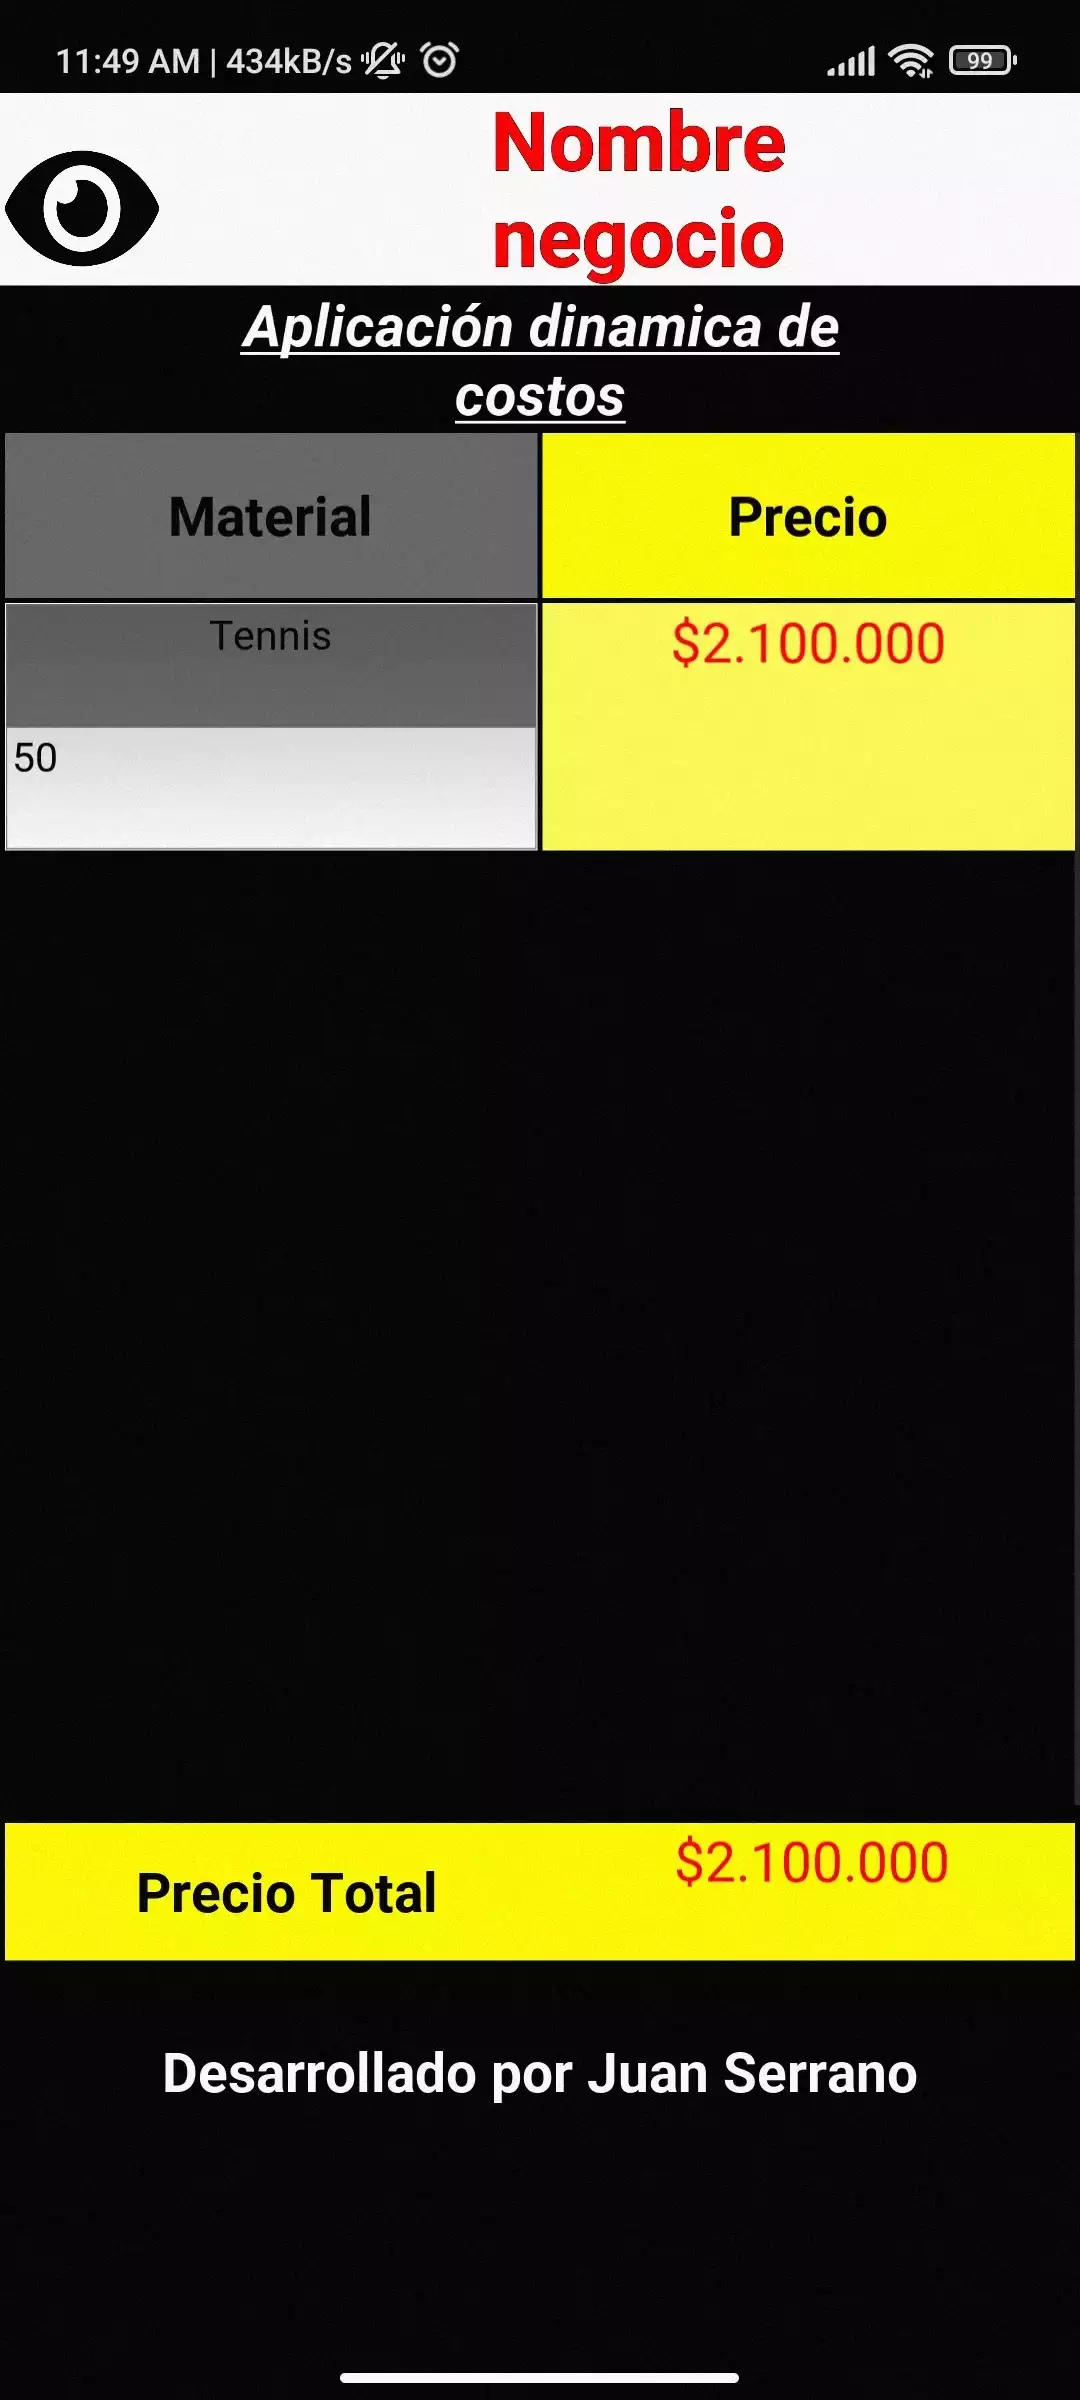 11:49 AM | 434kB/s 99
Nombre
negocio
Aplicación dinamica de
costos
Material Precio
Tennis $2.100.000
50
Precio Total $2.100.000
Desarrollado por Juan Serrano